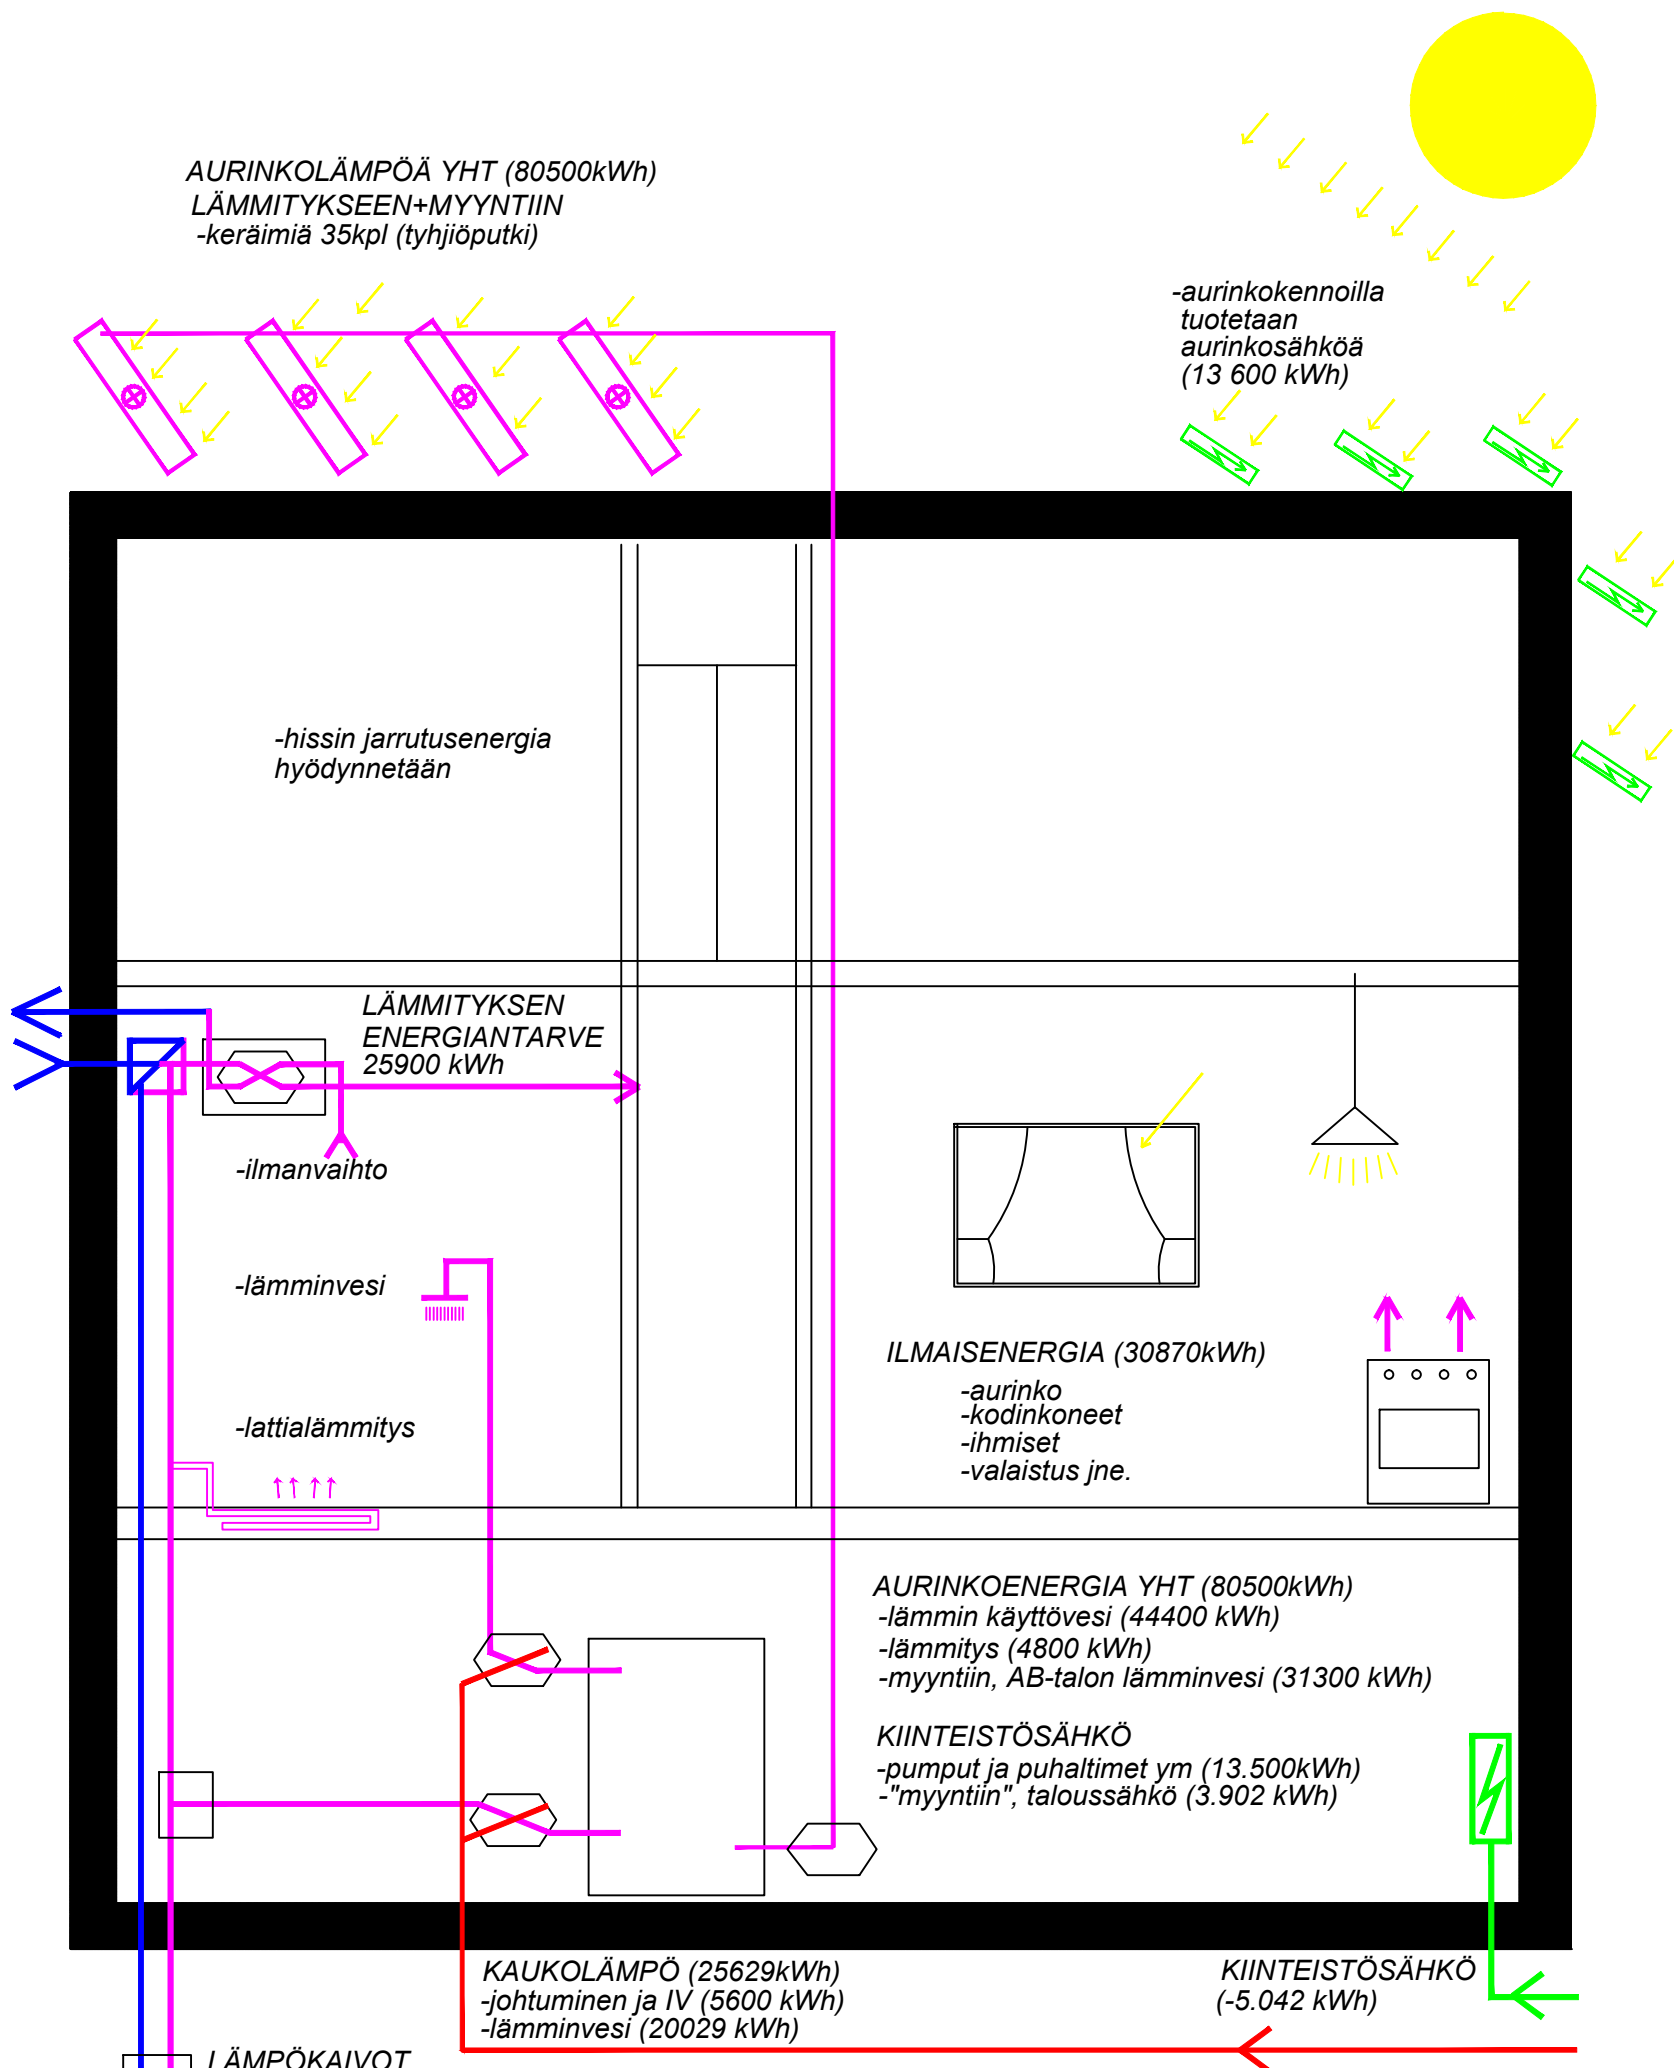 AURINKOLÄMPÖÄ YHT (80500kWh)
LÄMMITYKSEEN+MYYNTIIN
-keräimiä 35kpl (tyhjiöputki)
-aurinkokennoilla
tuotetaan
aurinkosähköä
(13 600 kWh)
-hissin jarrutusenergia
hyödynnetään
LÄMMITYKSEN
ENERGIANTARVE
25900 kWh
-ilmanvaihto
-lämminvesi
-lattialämmitys
ILMAISENERGIA (30870kWh)
-aurinko
-kodinkoneet
-ihmiset
-valaistus jne.
AURINKOENERGIA YHT (80500kWh)
-lämmin käyttövesi (44400 kWh)
-lämmitys (4800 kWh)
-myyntiin, AB-talon lämminvesi (31300 kWh)
KIINTEISTÖSÄHKÖ
-pumput ja puhaltimet ym (13.500kWh)
-"myyntiin", taloussähkö (3.902 kWh)
KAUKOLÄMPÖ (25629kWh)
-johtuminen ja IV (5600 kWh)
-lämminvesi (20029 kWh)
KIINTEISTÖSÄHKÖ
(-5.042 kWh)
LÄMPÖKAIVOT